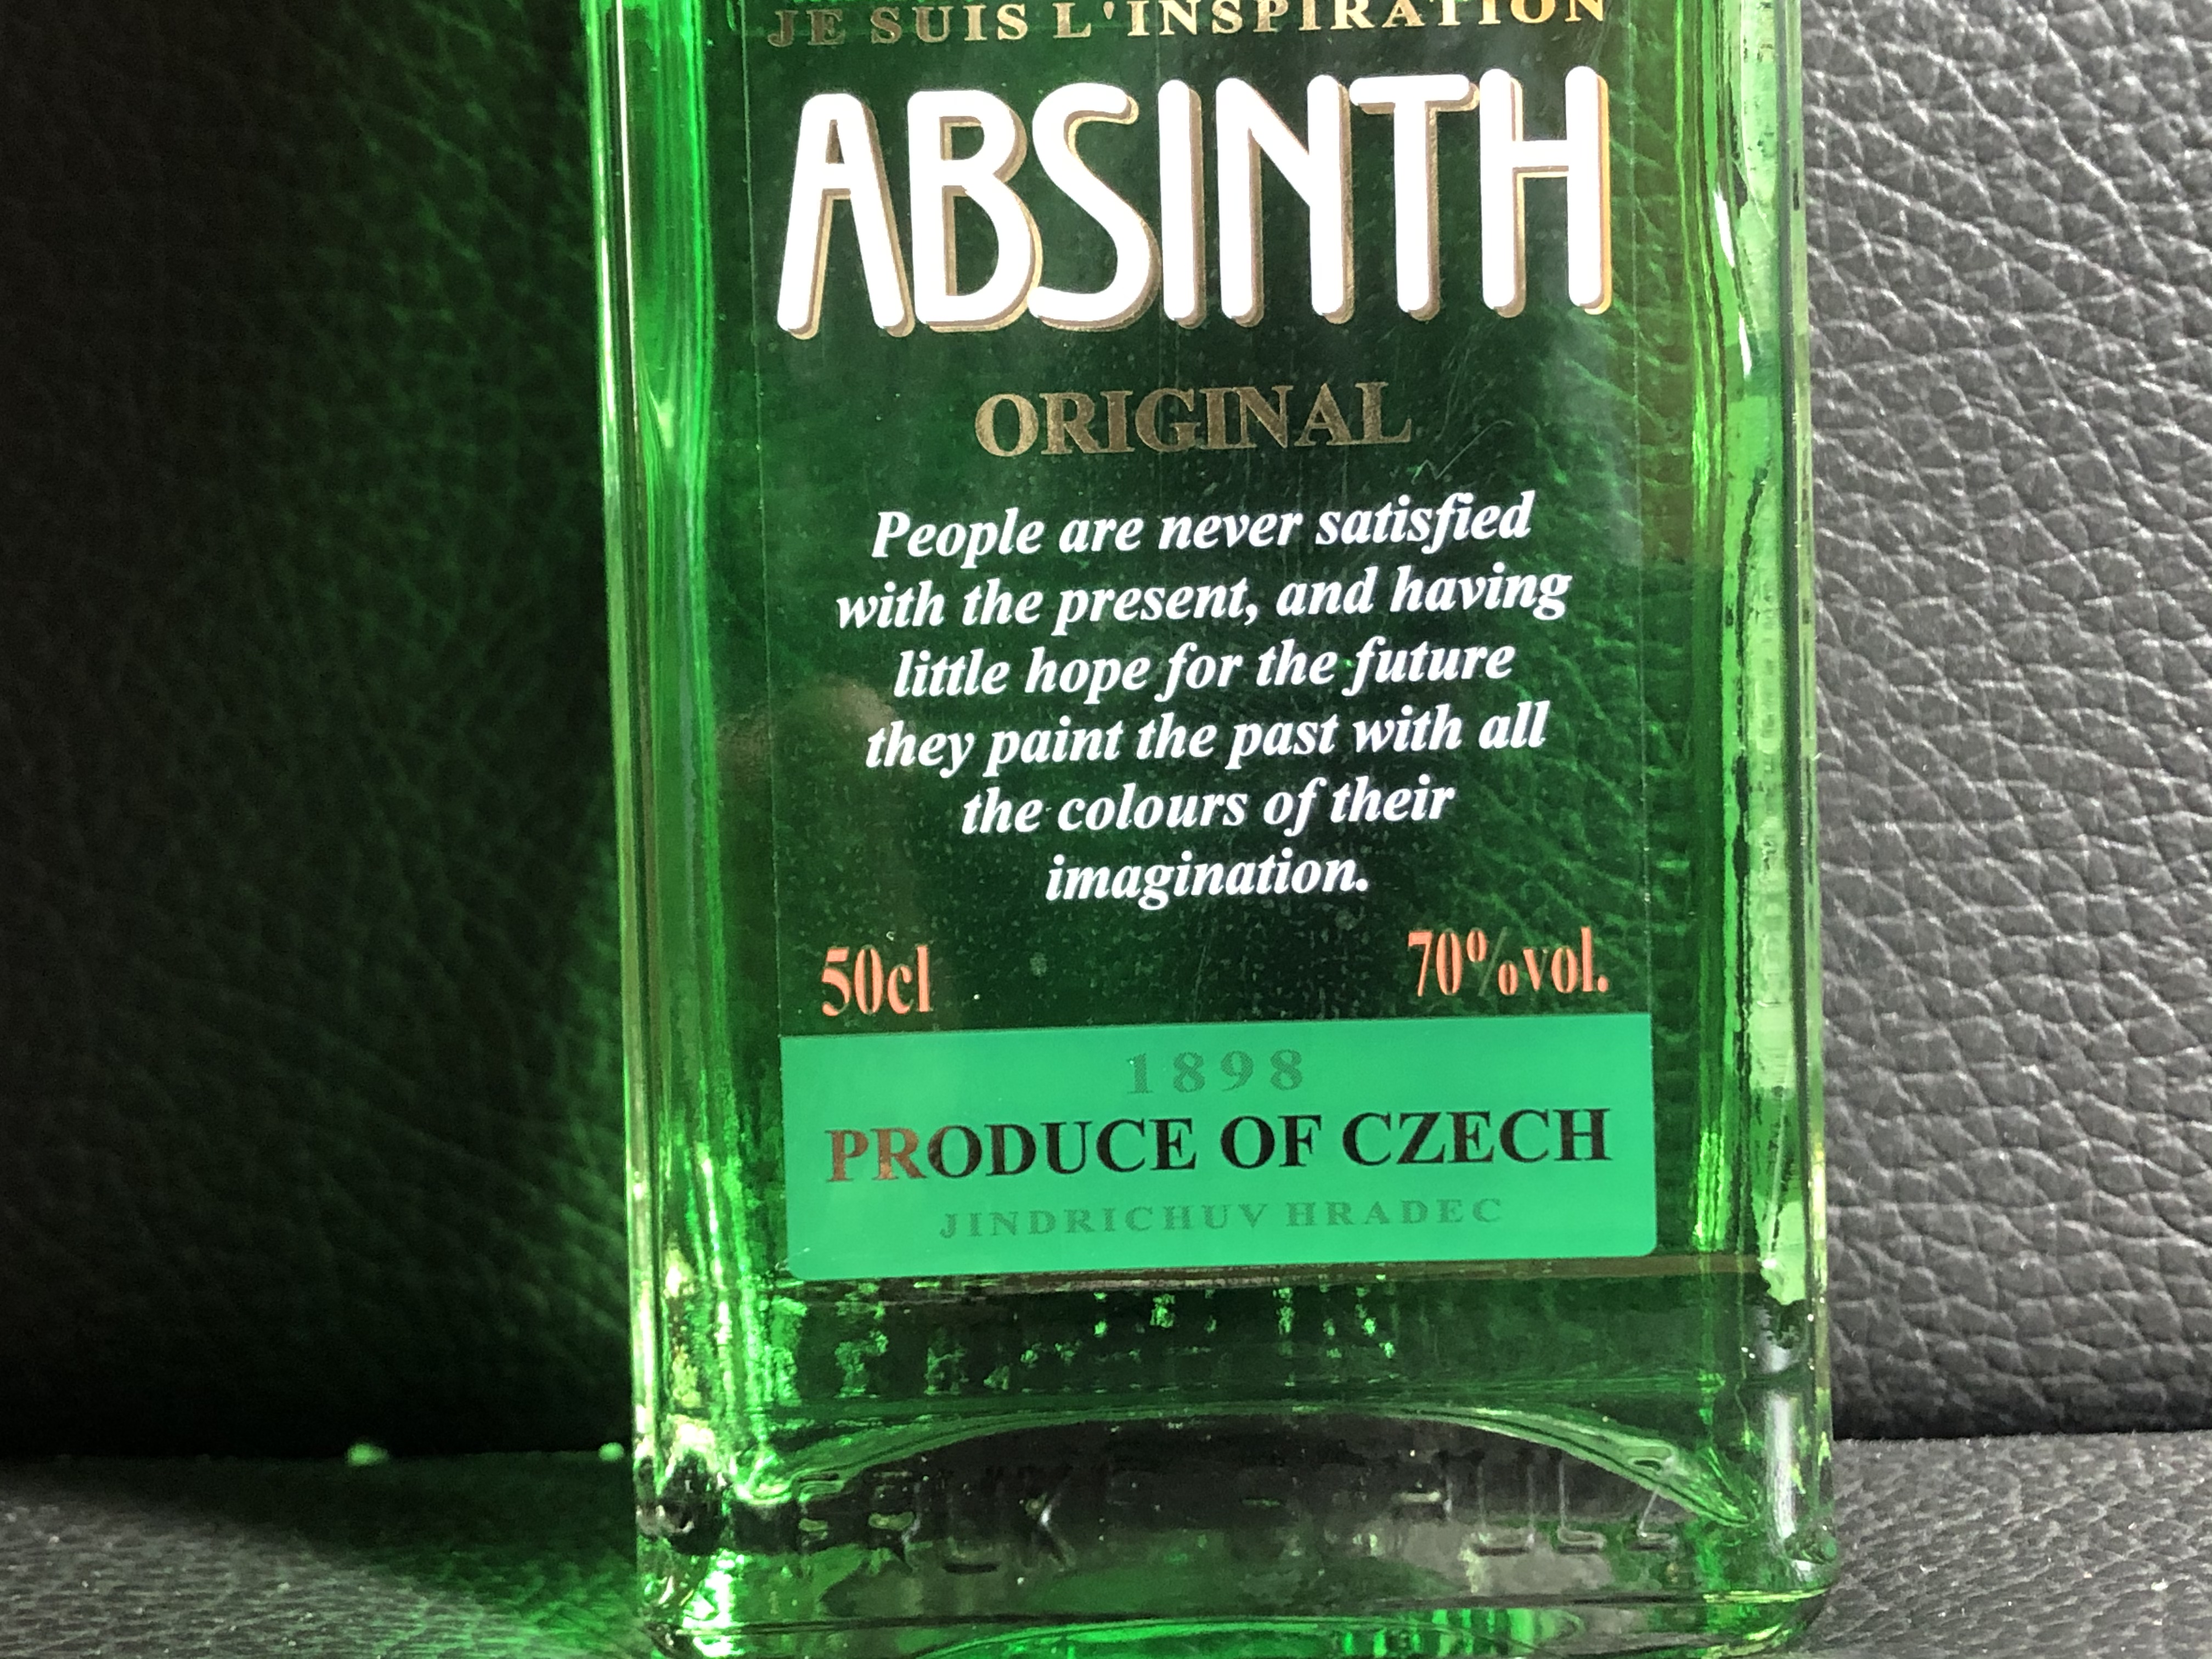 JE SUIS L'INSPIRATION
ABSINTH
ORIGINAL
People are never satisfied
with the present, and having
little hope for the future
they paint the past with all
the colours of their
imagination.
50cl 70%vol.
1898
PRODUCE OF CZECH
JINDRICHUV HRADEC